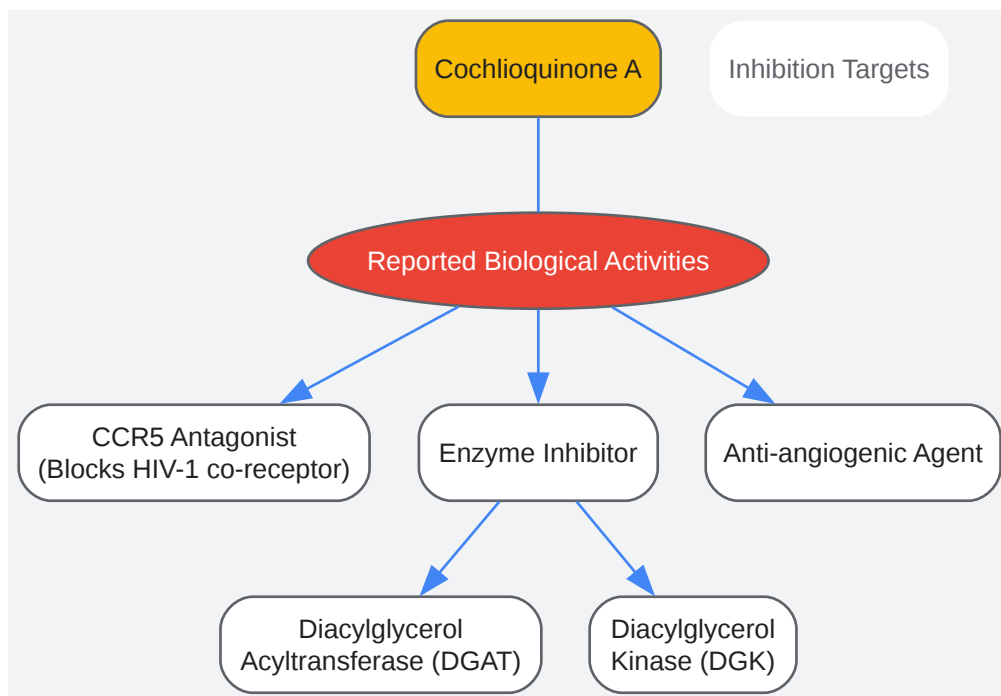 Cochlioquinone A
Inhibition Targets
Reported Biological Activities
CCR5 Antagonist
(Blocks HIV-1 co-receptor)
Enzyme Inhibitor
Anti-angiogenic Agent
Diacylglycerol
Acyltransferase (DGAT)
Diacylglycerol
Kinase (DGK)